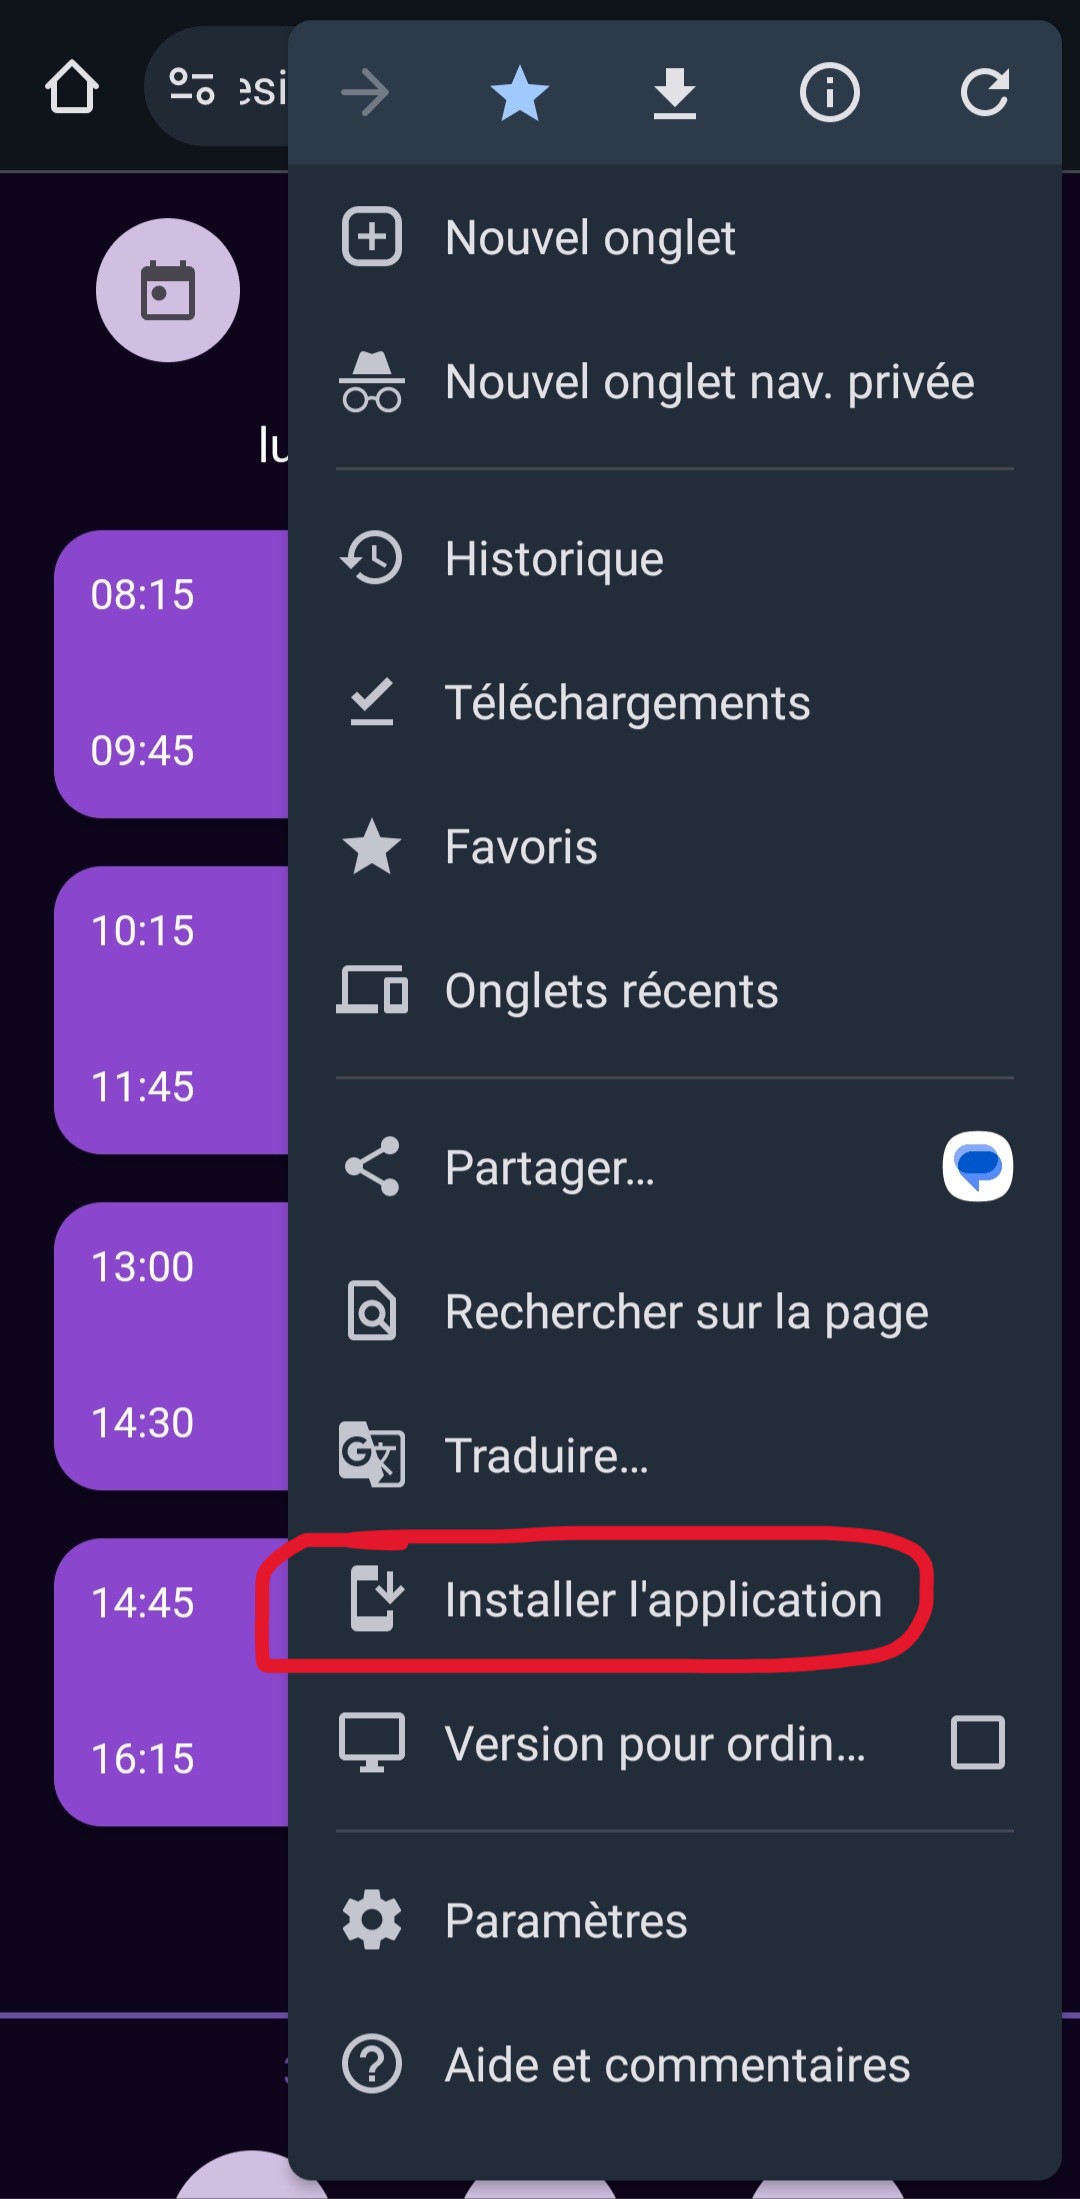 Nouvel onglet
Nouvel onglet nav. privée
Historique
Téléchargements
Favoris
Onglets récents
Partager...
Rechercher sur la page
Traduire...
Installer l'application
Version pour ordin...
Paramètres
Aide et commentaires
08:15
09:45
10:15
11:45
13:00
14:30
14:45
16:15